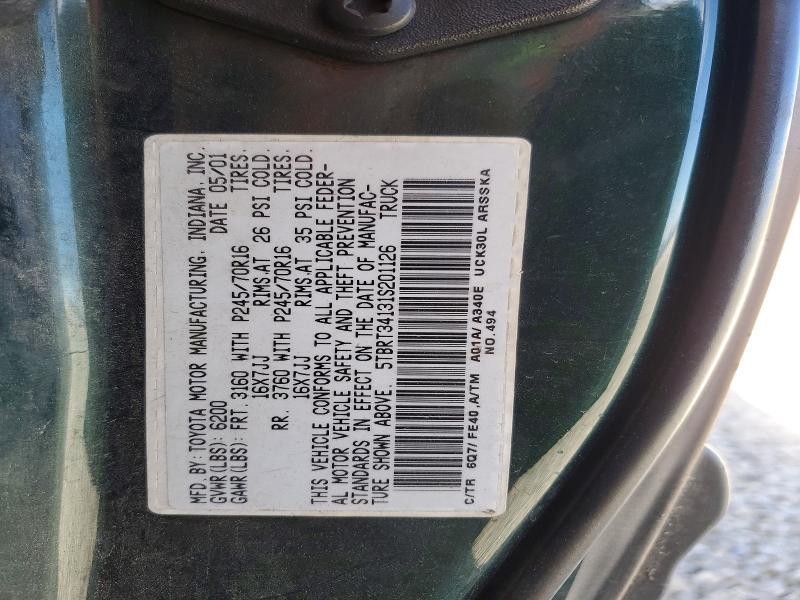 MFD. BY: TOYOTA MOTOR MANUFACTURING, INDIANA, INC.
GVWR(LBS): 6200 DATE 05/01
GAWR(LBS): FRT. 3160 WITH P245/70R16 TIRES.
16X7JJ RIMS.AT 26 PSI COLD.
RR. 3760 WITH P245/70R16 TIRES.
16X7JJ RIMS.AT 35 PSI COLD.
THIS VEHICLE CONFORMS TO ALL APPLICABLE FEDER-
AL MOTOR VEHICLE SAFETY AND THEFT PREVENTION
STANDARDS IN EFFECT ON THE DATE OF MANUFAC-
TURE SHOWN ABOVE. 5TBRT34131S201126 TRUCK
C/TR 6Q7/ FE40,A/TM A01A/ A340E UCK30L ARSSKA
NO.494